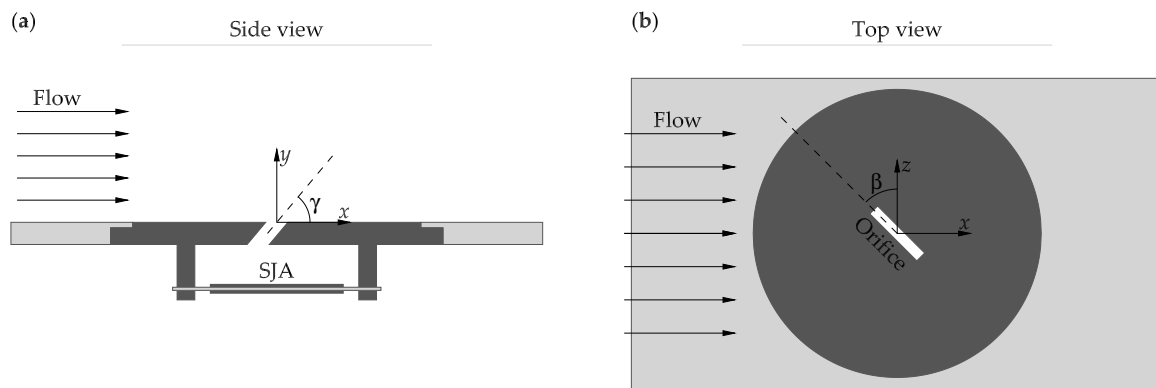 (a)
Side view
Flow
y
γ
x
SJA
(b)
Top view
Flow
z
β
x
Orifice